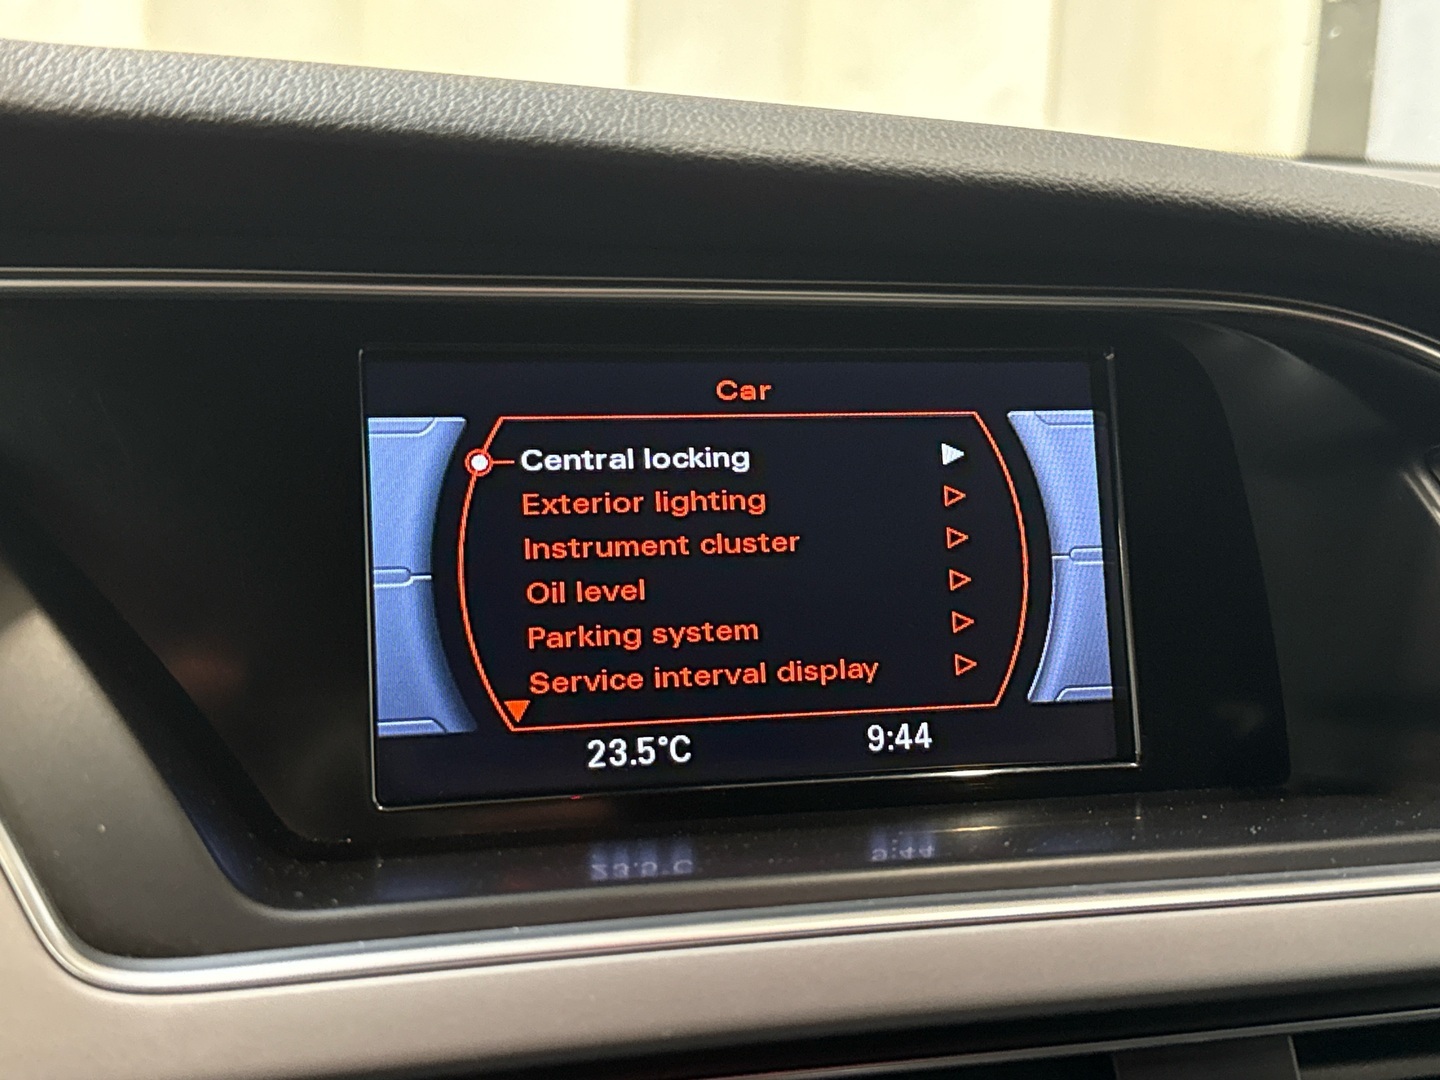 Car
Central locking
Exterior lighting
Instrument cluster
Oil level
Parking system
Service interval display
23.5°C 9:44